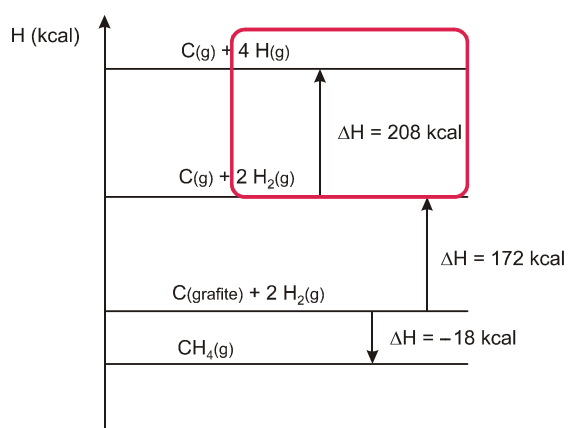 H (kcal)
C(g) + 4 H(g)
ΔH = 208 kcal
C(g) + 2 H₂(g)
ΔH = 172 kcal
C(grafite) + 2 H₂(g)
ΔH = –18 kcal
CH₄(g)